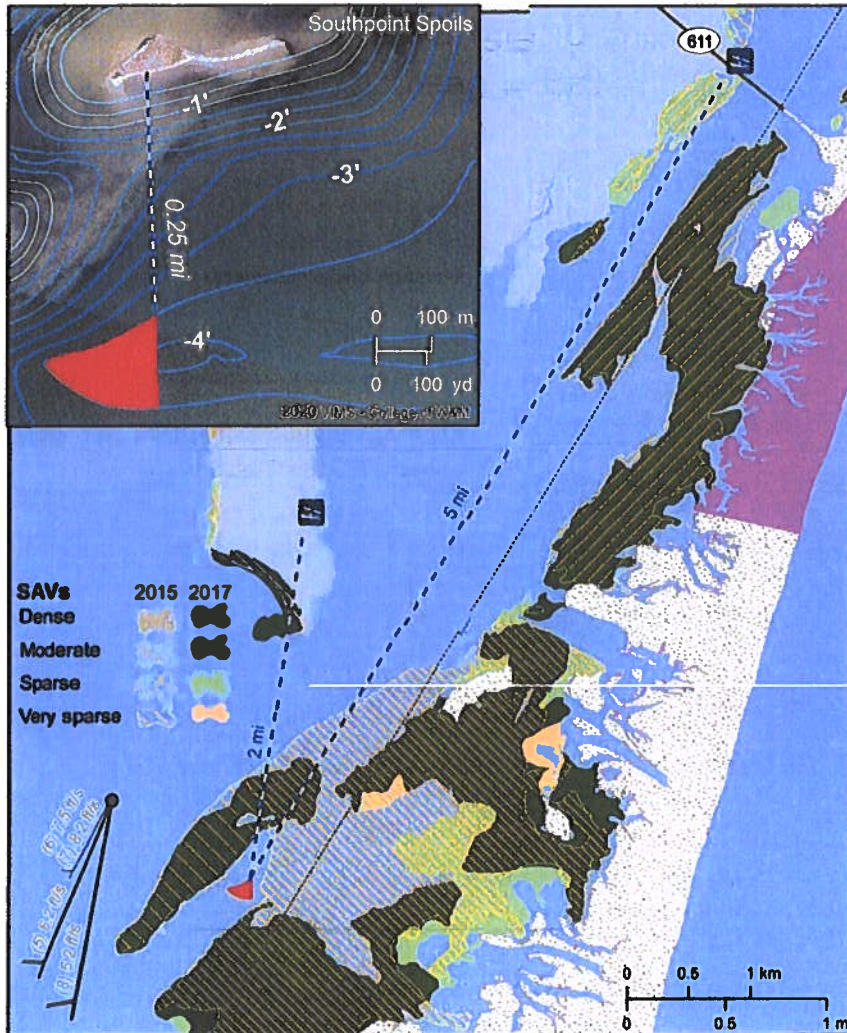 Southpoint Spoils
-1'
-2'
-3'
0.25 mi
-4'
0 100 m
0 100 yd
611
5 mi
2 mi
SAVs 2015 2017
Dense
Moderate
Sparse
Very sparse
0 0.5 1 km
0 0.5 1 m